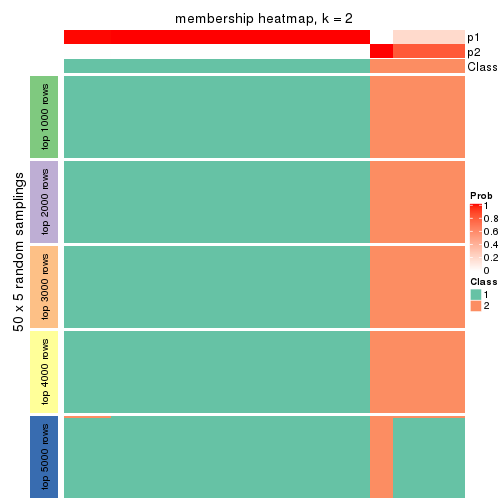 membership heatmap, k = 2
p1
p2
Class
50 x 5 random samplings
top 1000 rows
top 2000 rows
top 3000 rows
top 4000 rows
top 5000 rows
Prob
1
0.8
0.6
0.4
0.2
0
Class
1
2